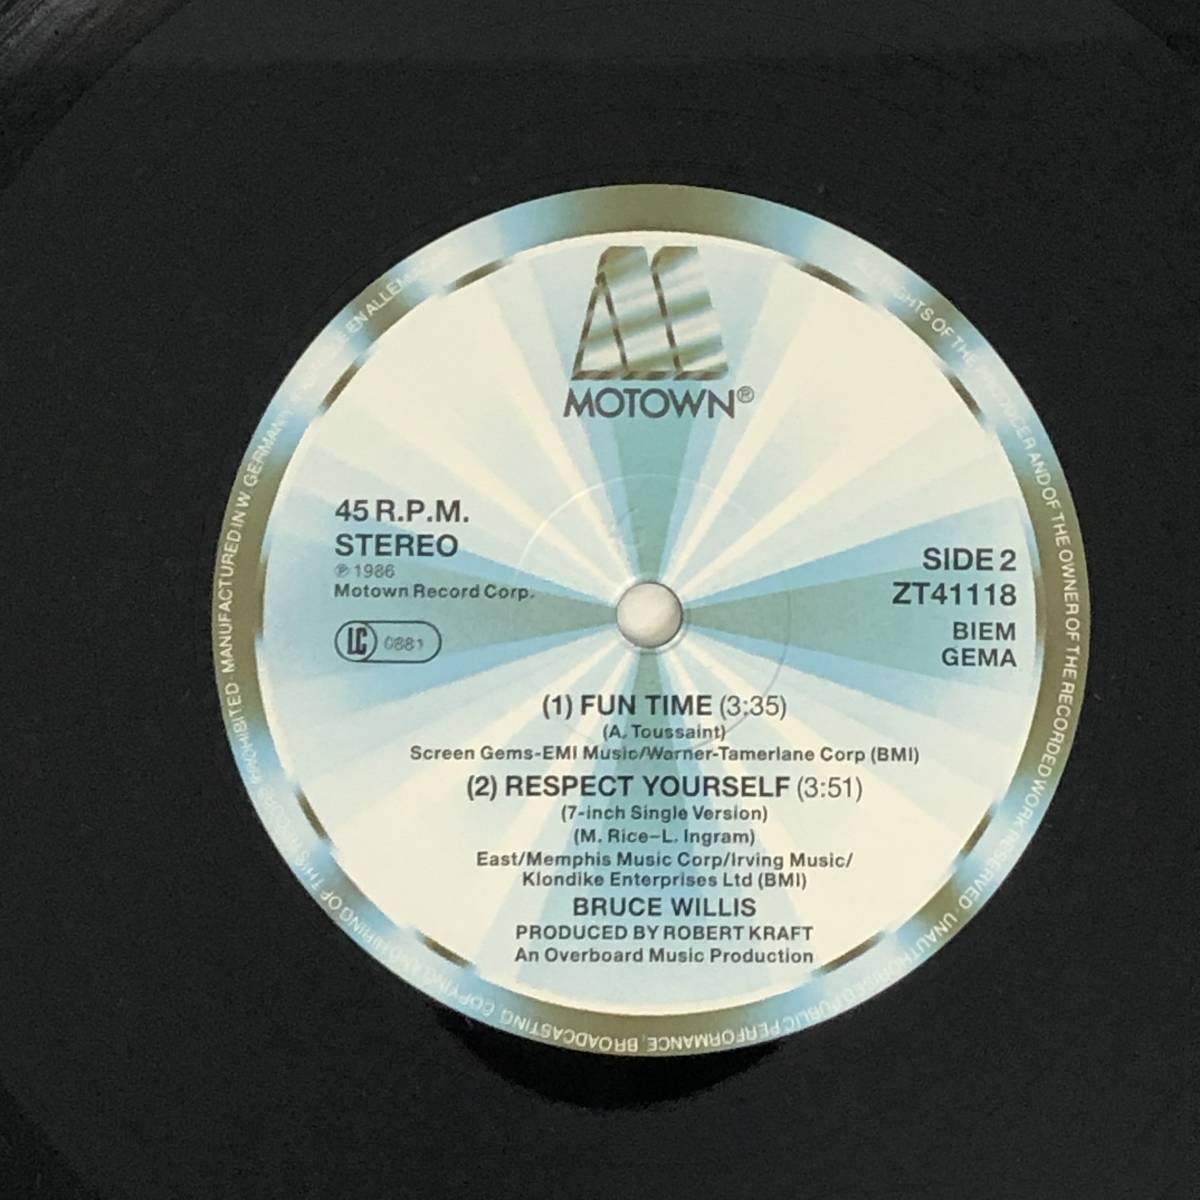 MOTOWN®
45 R.P.M.
STEREO
℗ 1986
Motown Record Corp.
LC 0881
SIDE 2
ZT41118
BIEM
GEMA
(1) FUN TIME (3:35)
(A. Toussaint)
Screen Gems-EMI Music/Warner-Tamerlane Corp (BMI)
(2) RESPECT YOURSELF (3:51)
(7-inch Single Version)
(M. Rice–L. Ingram)
East/Memphis Music Corp/Irving Music/
Klondike Enterprises Ltd (BMI)
BRUCE WILLIS
PRODUCED BY ROBERT KRAFT
An Overboard Music Production
ALL RIGHTS OF THE PRODUCER AND OF THE OWNER OF THE RECORDED WORK RESERVED · UNAUTHORISED PUBLIC PERFORMANCE, BROADCASTING, COPYING AND HIRING OF THIS RECORD PROHIBITED · MANUFACTURED IN W. GERMANY EN ALLEM